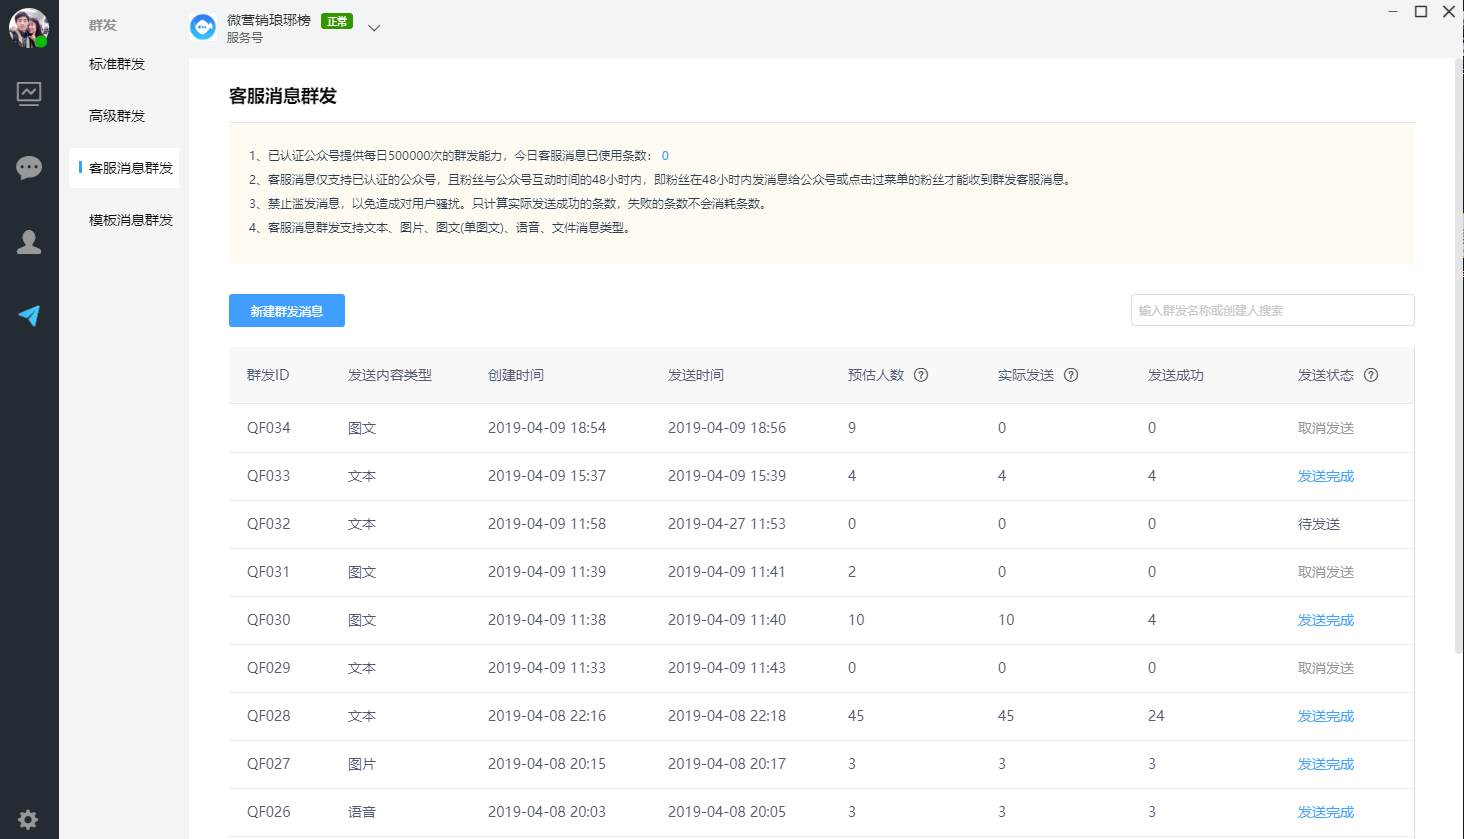 群发
标准群发
高级群发
客服消息群发
模板消息群发
微营销琅琊榜 正常
服务号
客服消息群发
1、已认证公众号提供每日500000次的群发能力，今日客服消息已使用条数： 0
2、客服消息仅支持已认证的公众号，且粉丝与公众号互动时间的48小时内，即粉丝在48小时内发消息给公众号或点击过菜单的粉丝才能收到群发客服消息。
3、禁止滥发消息，以免造成对用户骚扰。只计算实际发送成功的条数，失败的条数不会消耗条数。
4、客服消息群发支持文本、图片、图文(单图文)、语音、文件消息类型。
新建群发消息 输入群发名称或创建人搜索
群发ID 发送内容类型 创建时间 发送时间 预估人数 ? 实际发送 ? 发送成功 发送状态 ?
QF034 图文 2019-04-09 18:54 2019-04-09 18:56 9 0 0 取消发送
QF033 文本 2019-04-09 15:37 2019-04-09 15:39 4 4 4 发送完成
QF032 文本 2019-04-09 11:58 2019-04-27 11:53 0 0 0 待发送
QF031 图文 2019-04-09 11:39 2019-04-09 11:41 2 0 0 取消发送
QF030 图文 2019-04-09 11:38 2019-04-09 11:40 10 10 4 发送完成
QF029 文本 2019-04-09 11:33 2019-04-09 11:43 0 0 0 取消发送
QF028 文本 2019-04-08 22:16 2019-04-08 22:18 45 45 24 发送完成
QF027 图片 2019-04-08 20:15 2019-04-08 20:17 3 3 3 发送完成
QF026 语音 2019-04-08 20:03 2019-04-08 20:05 3 3 3 发送完成